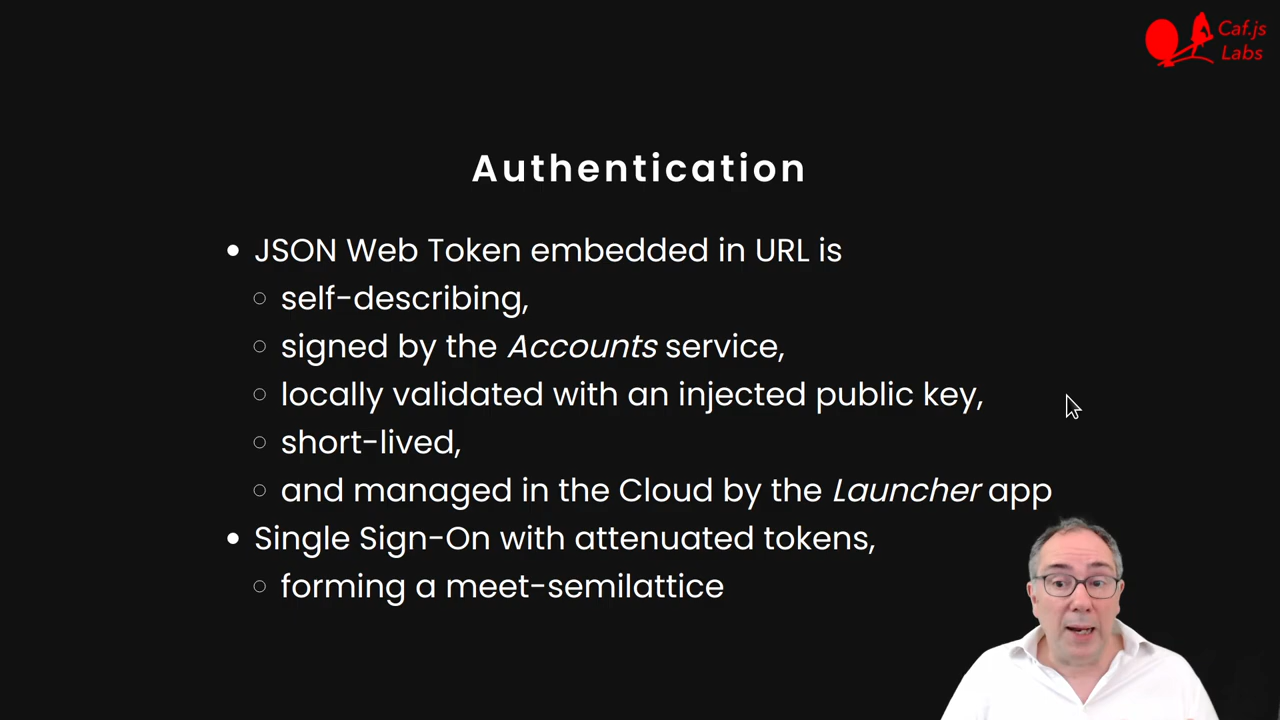 Caf.js
Labs
Authentication
JSON Web Token embedded in URL is
self-describing,
signed by the Accounts service,
locally validated with an injected public key,
short-lived,
and managed in the Cloud by the Launcher app
Single Sign-On with attenuated tokens,
forming a meet-semilattice